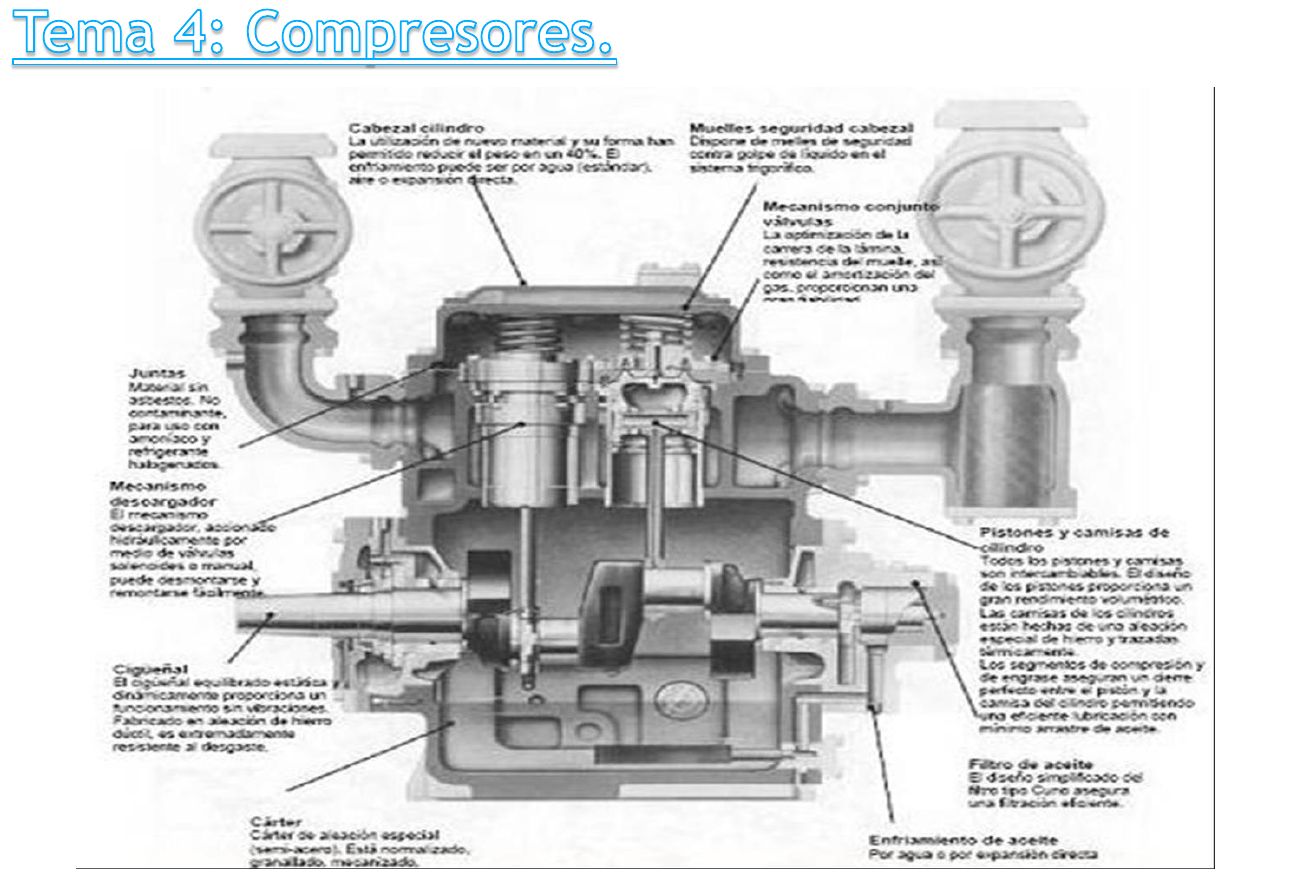 Tema 4: Compresores.
Cabezal cilindro
La utilización de nuevo material y su forma han
permitido reducir el peso en un 40%. El
enfriamiento puede ser por agua (estándar),
aire o expansión directa.
Muelles seguridad cabezal
Dispone de melles de seguridad
contra golpe de líquido en el
sistema frigorífico.
Mecanismo conjunto
válvulas
La optimización de la
carrera de la lámina,
resistencia del muelle, así
como el amortización del
gas, proporcionan una
gran fiabilidad
Juntas
Material sin
asbestos. No
contaminante,
para uso con
amoníaco y
refrigerante
halogenados.
Mecanismo
descargador
El mecanismo
descargador, accionado
hidráulicamente por
medio de válvulas
solenoides o manual,
puede desmontarse y
remontarse fácilmente.
Pistones y camisas de
cilindro
Todos los pistones y camisas
son intercambiables. El diseño
de los pistones proporciona un
gran rendimiento volumétrico.
Las camisas de los cilindros
están hechas de una aleación
especial de hierro y trazadas
térmicamente.
Los segmentos de compresión y
de engrase aseguran un cierre
perfecto entre el pistón y la
camisa del cilindro permitiendo
una eficiente lubricación con
mínimo arrastre de aceite.
Cigüeñal
El cigüeñal equilibrado estática y
dinámicamente proporciona un
funcionamiento sin vibraciones.
Fabricado en aleación de hierro
dúctil, es extremadamente
resistente al desgaste.
Filtro de aceite
El diseño simplificado del
filtro tipo Cuno asegura
una filtración eficiente.
Cárter
Cárter de aleación especial
(semi-acero). Está normalizado,
granallado, mecanizado.
Enfriamiento de aceite
Por agua o por expansión directa